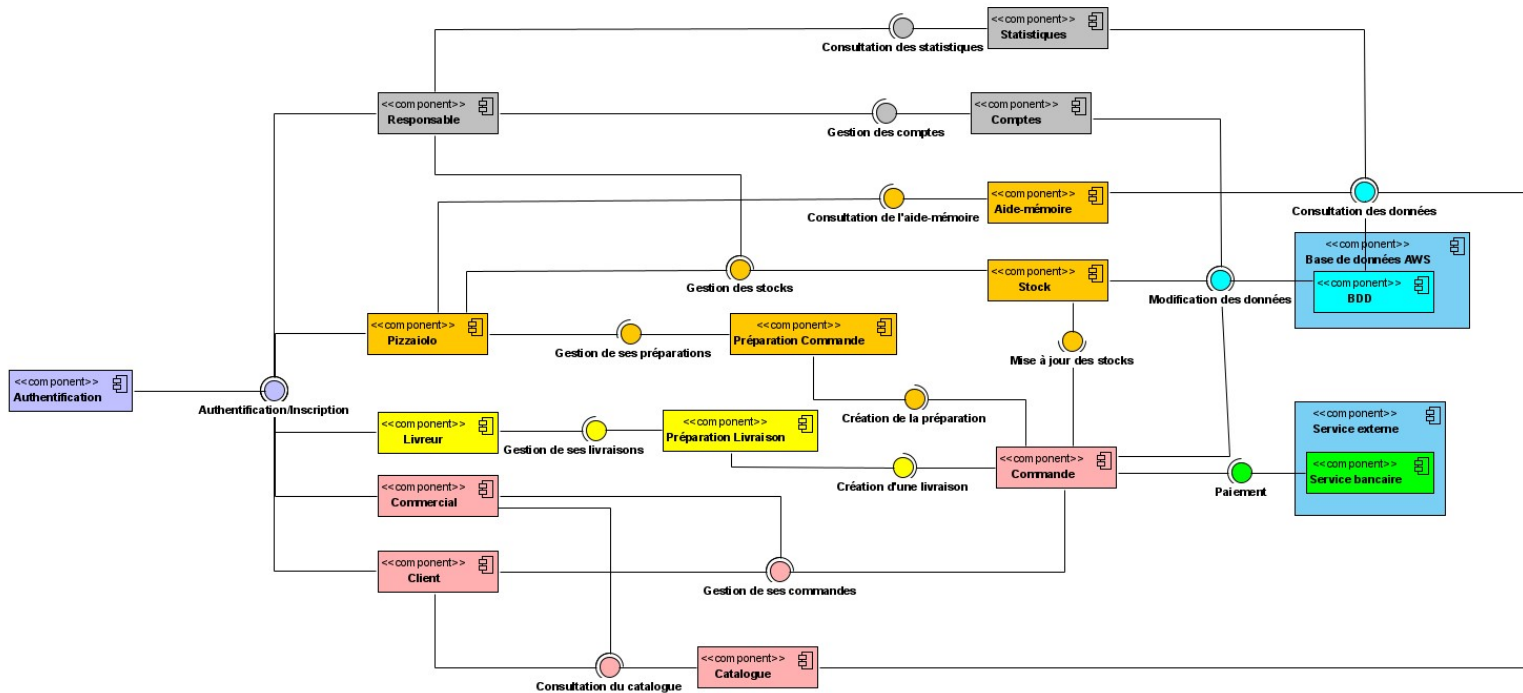 <<component>>
Statistiques
Consultation des statistiques
<<component>>
Responsable
<<component>>
Comptes
Gestion des comptes
<<component>>
Aide-mémoire
Consultation de l'aide-mémoire
Consultation des données
<<component>>
Base de données AWS
<<component>>
BDD
<<component>>
Stock
Gestion des stocks
Modification des données
<<component>>
Pizzaiolo
<<component>>
Préparation Commande
Gestion de ses préparations
Mise à jour des stocks
<<component>>
Authentification
Authentification/Inscription
Création de la préparation
<<component>>
Livreur
<<component>>
Préparation Livraison
Gestion de ses livraisons
<<component>>
Service externe
<<component>>
Service bancaire
<<component>>
Commande
Création d'une livraison
Paiement
<<component>>
Commercial
<<component>>
Client
Gestion de ses commandes
<<component>>
Catalogue
Consultation du catalogue